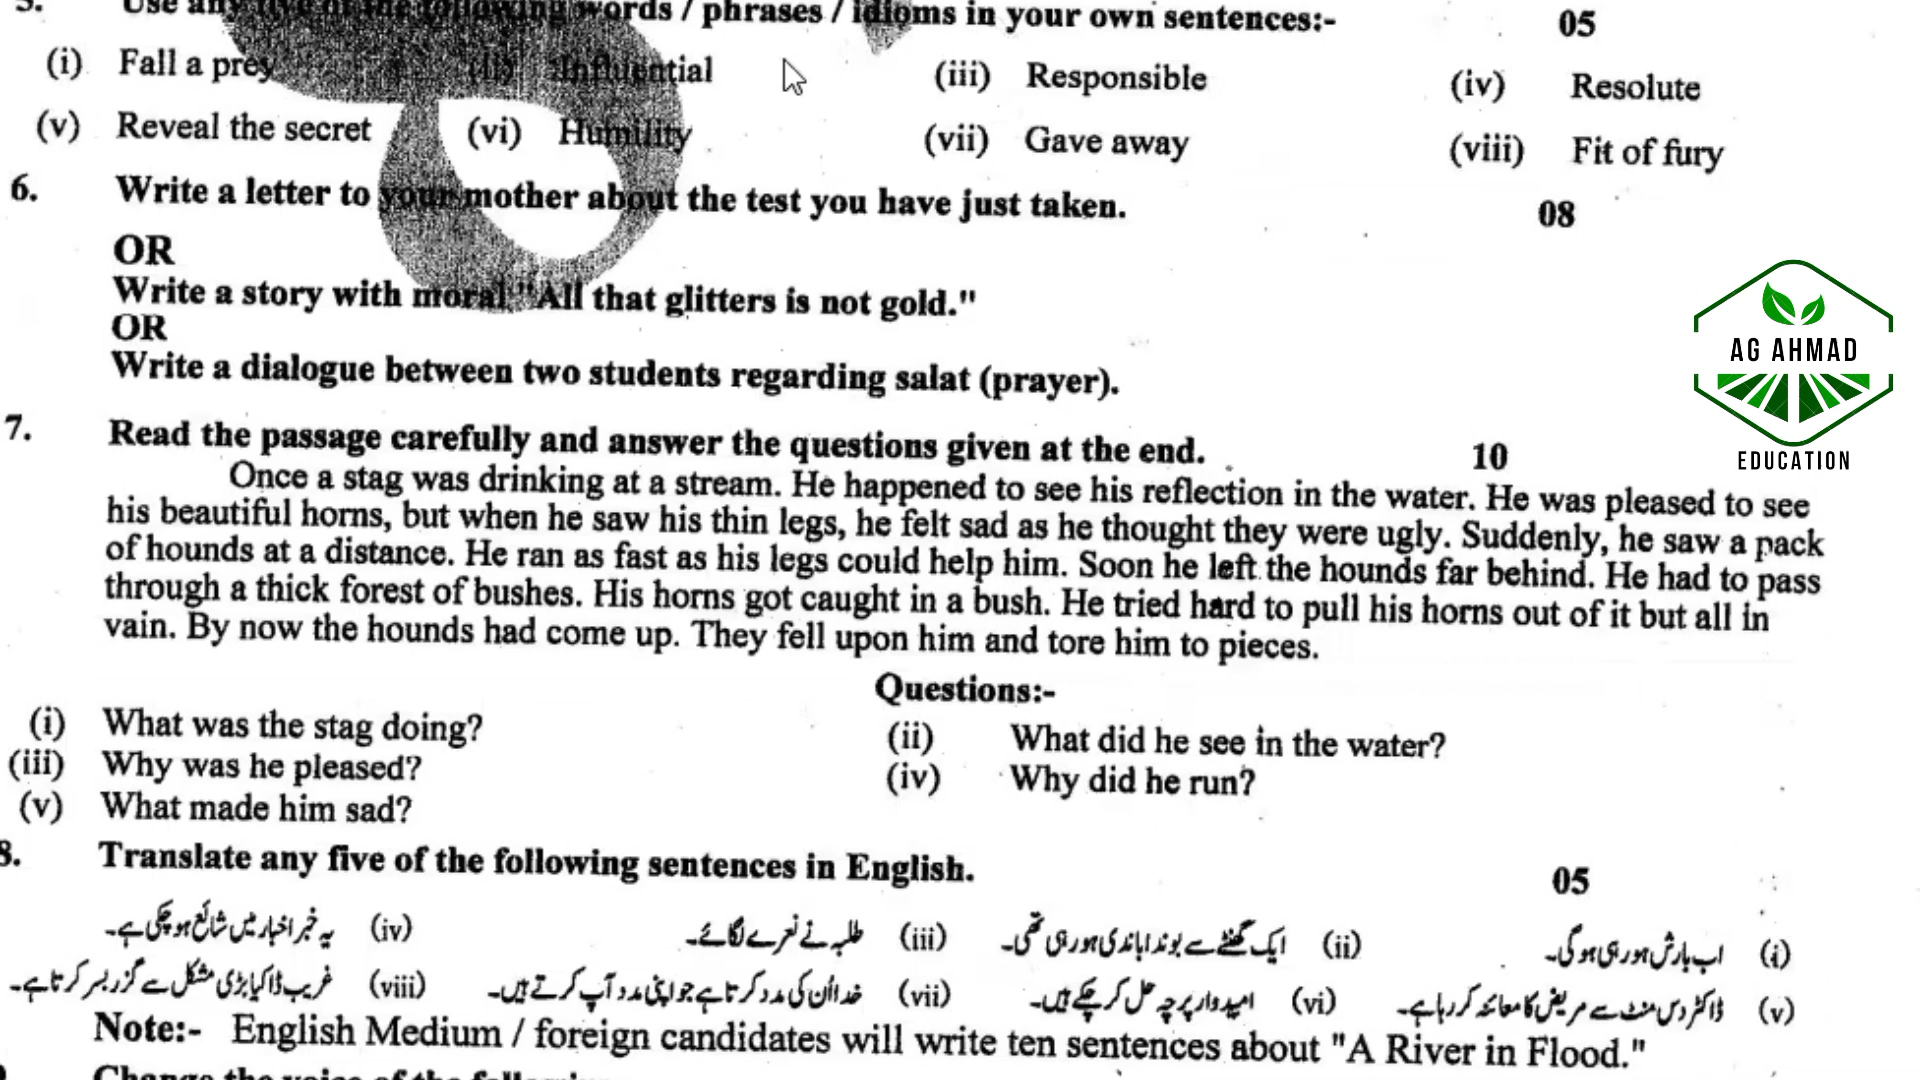 5. Use any five of the following words / phrases / idioms in your own sentences:- 05
(i) Fall a prey (ii) Influential (iii) Responsible (iv) Resolute
(v) Reveal the secret (vi) Humility (vii) Gave away (viii) Fit of fury
6. Write a letter to your mother about the test you have just taken. 08
OR
Write a story with moral "All that glitters is not gold."
OR
Write a dialogue between two students regarding salat (prayer).
AG AHMAD
EDUCATION
7. Read the passage carefully and answer the questions given at the end. 10
Once a stag was drinking at a stream. He happened to see his reflection in the water. He was pleased to see
his beautiful horns, but when he saw his thin legs, he felt sad as he thought they were ugly. Suddenly, he saw a pack
of hounds at a distance. He ran as fast as his legs could help him. Soon he left the hounds far behind. He had to pass
through a thick forest of bushes. His horns got caught in a bush. He tried hard to pull his horns out of it but all in
vain. By now the hounds had come up. They fell upon him and tore him to pieces.
Questions:-
(i) What was the stag doing? (ii) What did he see in the water?
(iii) Why was he pleased? (iv) Why did he run?
(v) What made him sad?
8. Translate any five of the following sentences in English. 05
(i) اب بارش ہو رہی ہو گی۔ (ii) ایک گھنٹے سے بوندا باندی ہو رہی تھی۔ (iii) طلبہ نے نعرے لگائے۔ (iv) یہ خبر اخبار میں شائع ہو چکی ہے۔
(v) ڈاکٹر دس منٹ سے مریض کا معائنہ کر رہا ہے۔ (vi) امیدوار پرچہ حل کر چکے ہیں۔ (vii) خدا اُن کی مدد کرتا ہے جو اپنی مدد آپ کرتے ہیں۔ (viii) غریب ڈاکیا بڑی مشکل سے گزر بسر کرتا ہے۔
Note:- English Medium / foreign candidates will write ten sentences about "A River in Flood."
Change the voice of the following